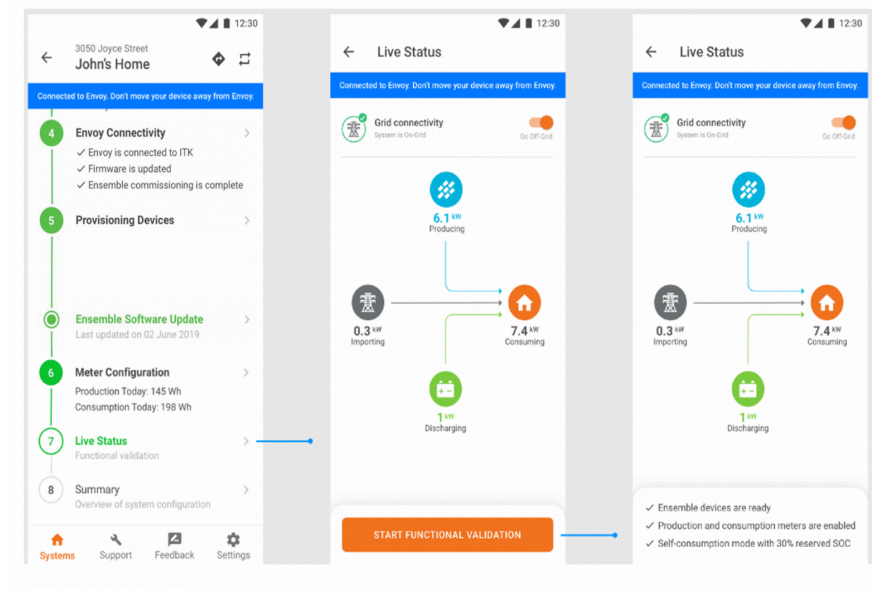 12:30
3050 Joyce Street
John's Home
Connected to Envoy. Don't move your device away from Envoy.
4
Envoy Connectivity
✓ Envoy is connected to ITK
✓ Firmware is updated
✓ Ensemble commissioning is complete
5
Provisioning Devices
Ensemble Software Update
Last updated on 02 June 2019
6
Meter Configuration
Production Today: 145 Wh
Consumption Today: 198 Wh
7
Live Status
Functional validation
8
Summary
Overview of system configuration
Systems
Support
Feedback
Settings
12:30
Live Status
Connected to Envoy. Don't move your device away from Envoy.
Grid connectivity
System is On-Grid
Go Off-Grid
6.1 kW
Producing
0.3 kW
Importing
7.4 kW
Consuming
1 kW
Discharging
START FUNCTIONAL VALIDATION
12:30
Live Status
Connected to Envoy. Don't move your device away from Envoy.
Grid connectivity
System is On-Grid
Go Off-Grid
6.1 kW
Producing
0.3 kW
Importing
7.4 kW
Consuming
1 kW
Discharging
✓ Ensemble devices are ready
✓ Production and consumption meters are enabled
✓ Self-consumption mode with 30% reserved SOC